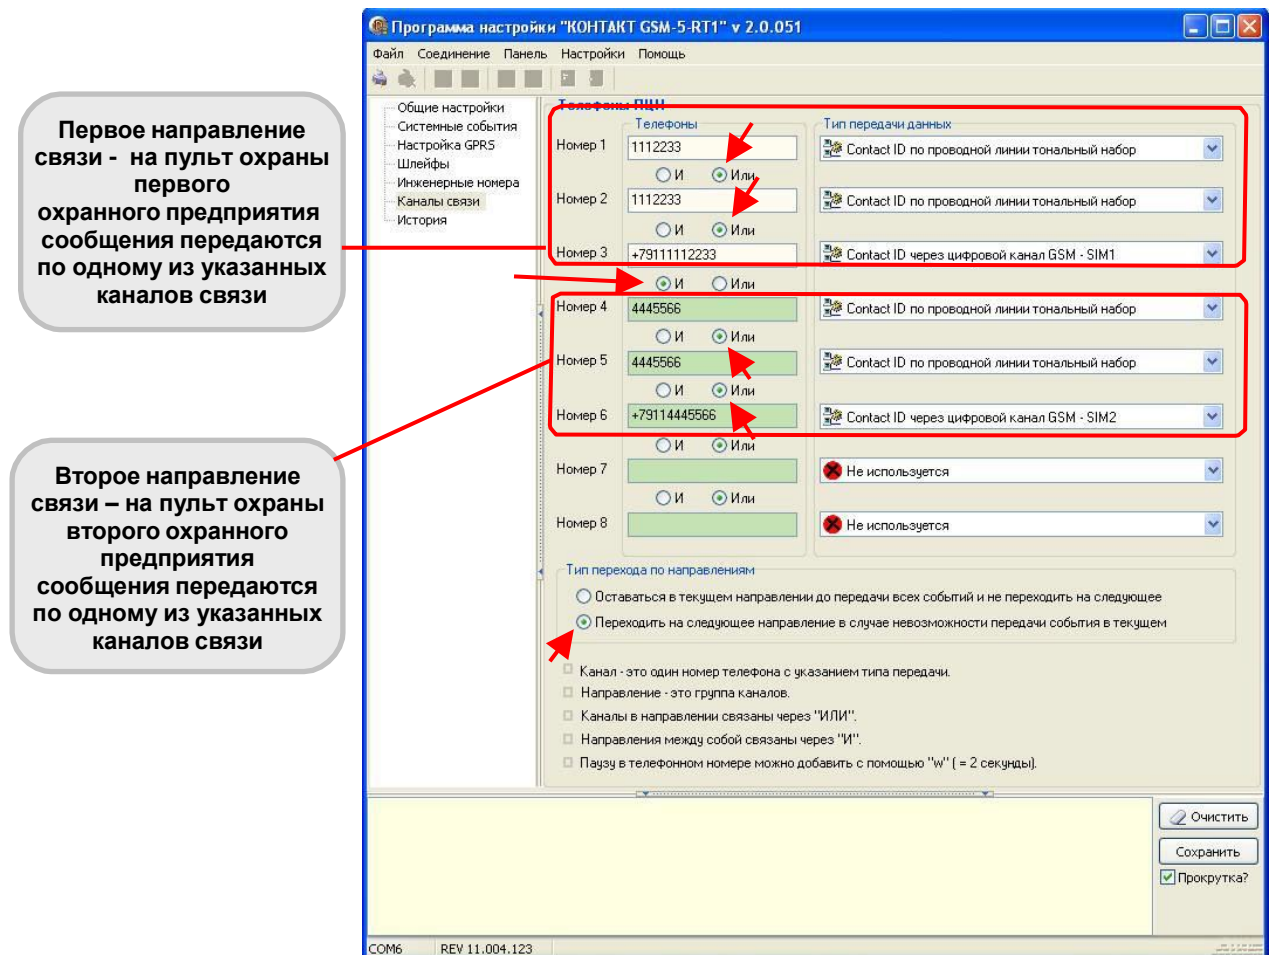 Программа настройки "КОНТАКТ GSM-5-RT1" v 2.0.051
Файл Соединение Панель Настройки Помощь
Общие настройки
Системные события
Настройка GPRS
Шлейфы
Инженерные номера
Каналы связи
История
Первое направление
связи - на пульт охраны
первого
охранного предприятия
сообщения передаются
по одному из указанных
каналов связи
Второе направление
связи – на пульт охраны
второго охранного
предприятия
сообщения передаются
по одному из указанных
каналов связи
Телефоны ПЦН
Телефоны Тип передачи данных
Номер 1 1112233 Contact ID по проводной линии тональный набор
И Или
Номер 2 1112233 Contact ID по проводной линии тональный набор
И Или
Номер 3 +79111112233 Contact ID через цифровой канал GSM - SIM1
И Или
Номер 4 4445566 Contact ID по проводной линии тональный набор
И Или
Номер 5 4445566 Contact ID по проводной линии тональный набор
И Или
Номер 6 +79114445566 Contact ID через цифровой канал GSM - SIM2
И Или
Номер 7 Не используется
И Или
Номер 8 Не используется
Тип перехода по направлениям
Оставаться в текущем направлении до передачи всех событий и не переходить на следующее
Переходить на следующее направление в случае невозможности передачи события в текущем
Канал - это один номер телефона с указанием типа передачи.
Направление - это группа каналов.
Каналы в направлении связаны через "ИЛИ".
Направления между собой связаны через "И".
Паузу в телефонном номере можно добавить с помощью "w" ( = 2 секунды).
Очистить
Сохранить
Прокрутка?
COM6 REV 11.004.123